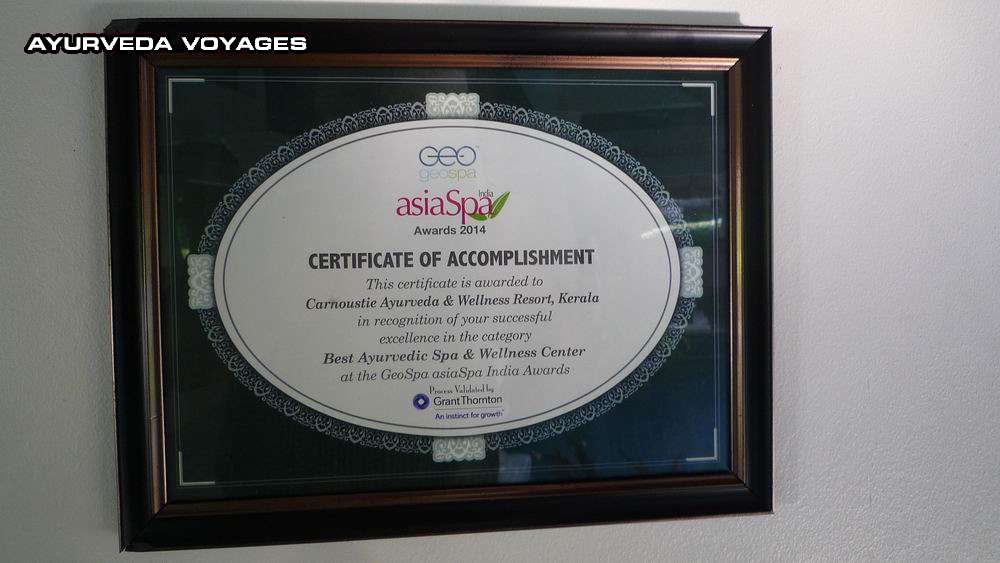 AYURVEDA VOYAGES
GEO™
geospa
India
asiaSpa
Awards 2014
CERTIFICATE OF ACCOMPLISHMENT
This certificate is awarded to
Carnoustie Ayurveda & Wellness Resort, Kerala
in recognition of your successful
excellence in the category
Best Ayurvedic Spa & Wellness Center
at the GeoSpa asiaSpa India Awards
Process Validated by
Grant Thornton
An instinct for growth™